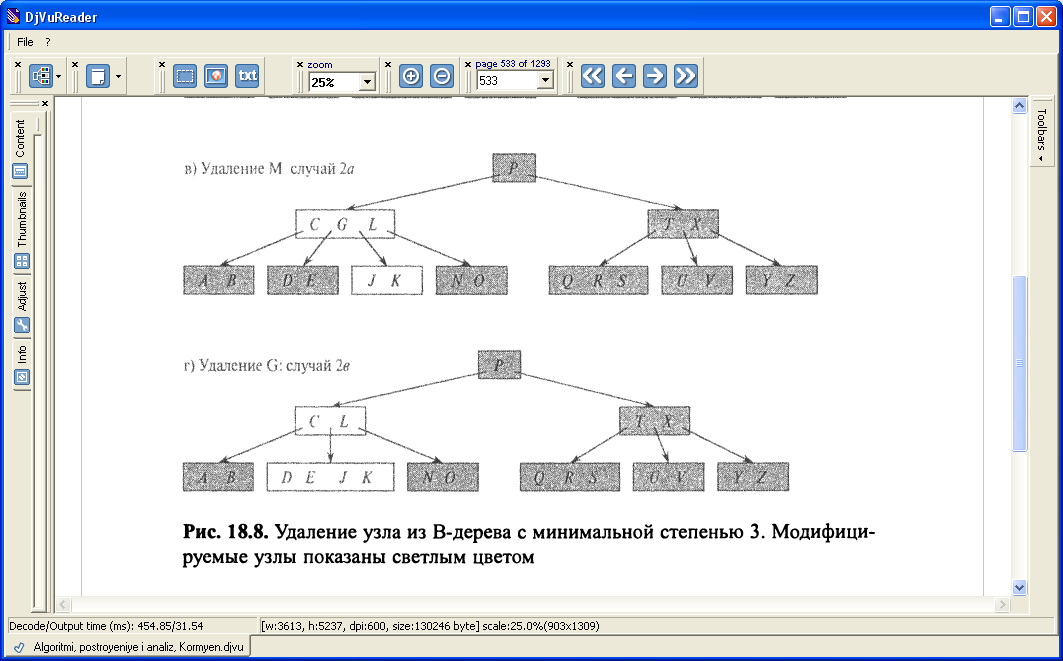 DjVuReader
File ?
zoom
25%
txt
page 533 of 1293
533
Content
Thumbnails
Adjust
Info
Toolbars
в) Удаление M случай 2а
P
C G L
T X
A B
D E
J K
N O
Q R S
U V
Y Z
г) Удаление G: случай 2в
P
C L
T X
A B
D E J K
N O
Q R S
U V
Y Z
Рис. 18.8. Удаление узла из В-дерева с минимальной степенью 3. Модифици-
руемые узлы показаны светлым цветом
Decode/Output time (ms): 454.85/31.54
[w:3613, h:5237, dpi:600, size:130246 byte] scale:25.0%(903x1309)
Algoritmi, postroyeniye i analiz, Kormyen.djvu